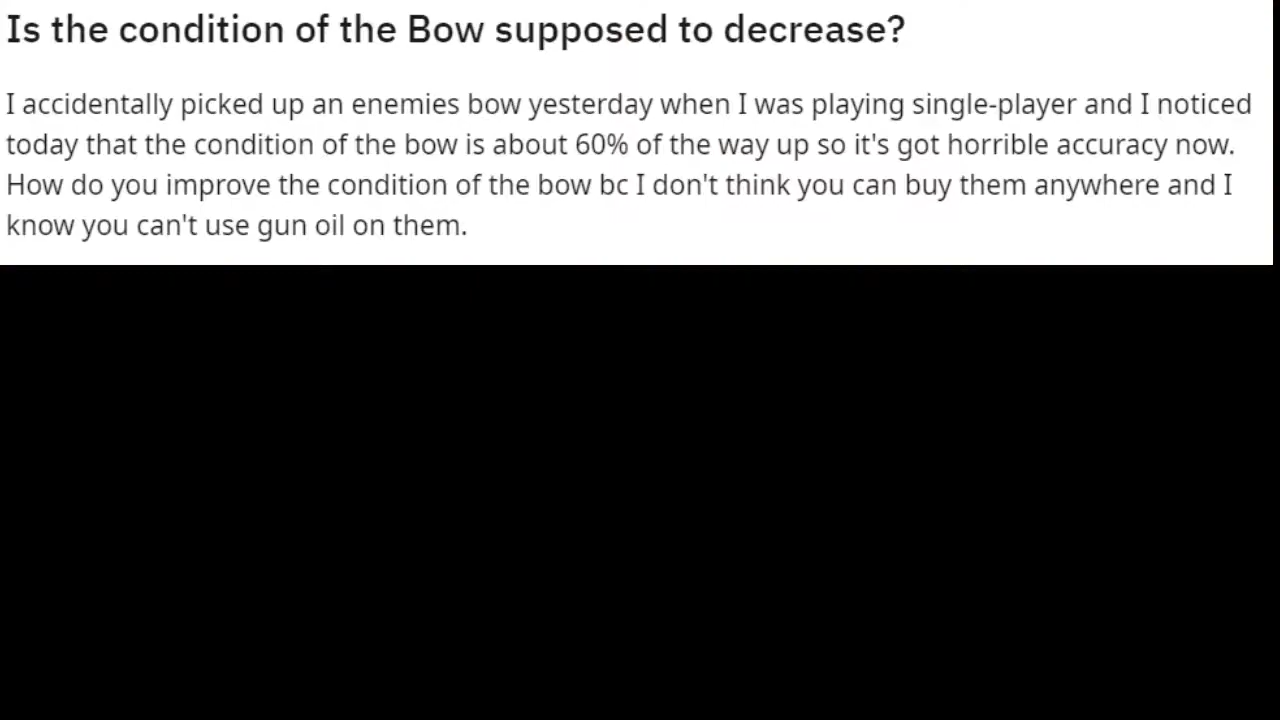 Is the condition of the Bow supposed to decrease?
I accidentally picked up an enemies bow yesterday when I was playing single-player and I noticed
today that the condition of the bow is about 60% of the way up so it's got horrible accuracy now.
How do you improve the condition of the bow bc I don't think you can buy them anywhere and I
know you can't use gun oil on them.